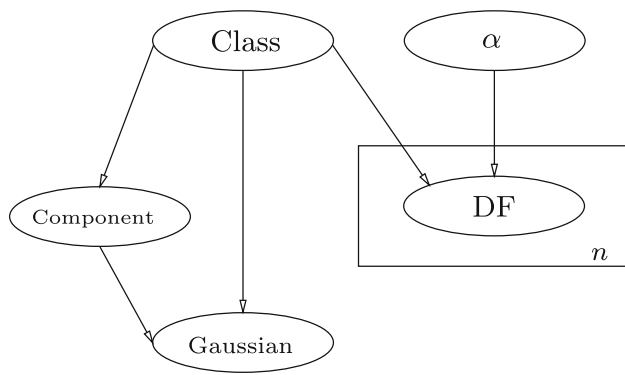 Class
α
Component
DF
n
Gaussian